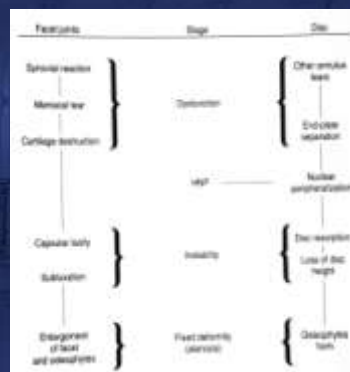 Facet joints Stage Disc
Synovial reaction
Other annulus
tears
Meniscal tear
Dysfunction
Cartilage destruction
End-plate
separation
HNP
Nuclear
peripheralization
Capsular laxity
Instability
Disc resorption
Loss of disc
height
Subluxation
Enlargement
of facet
and osteophytes
Fixed deformity
(stenosis)
Osteophytes
form